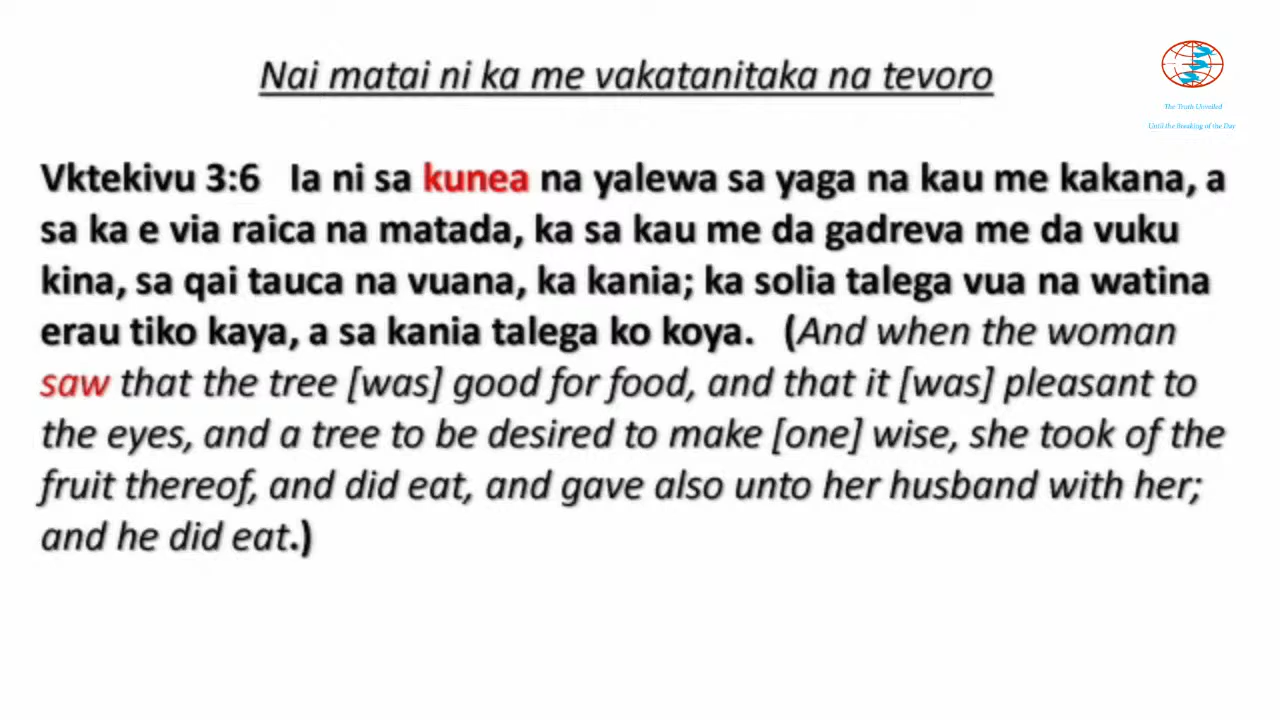 Nai matai ni ka me vakatanitaka na tevoro
The Truth Unveiled
Until the Breaking of the Day
Vktekivu 3:6 Ia ni sa kunea na yalewa sa yaga na kau me kakana, a
sa ka e via raica na matada, ka sa kau me da gadreva me da vuku
kina, sa qai tauca na vuana, ka kania; ka solia talega vua na watina
erau tiko kaya, a sa kania talega ko koya. (And when the woman
saw that the tree [was] good for food, and that it [was] pleasant to
the eyes, and a tree to be desired to make [one] wise, she took of the
fruit thereof, and did eat, and gave also unto her husband with her;
and he did eat.)